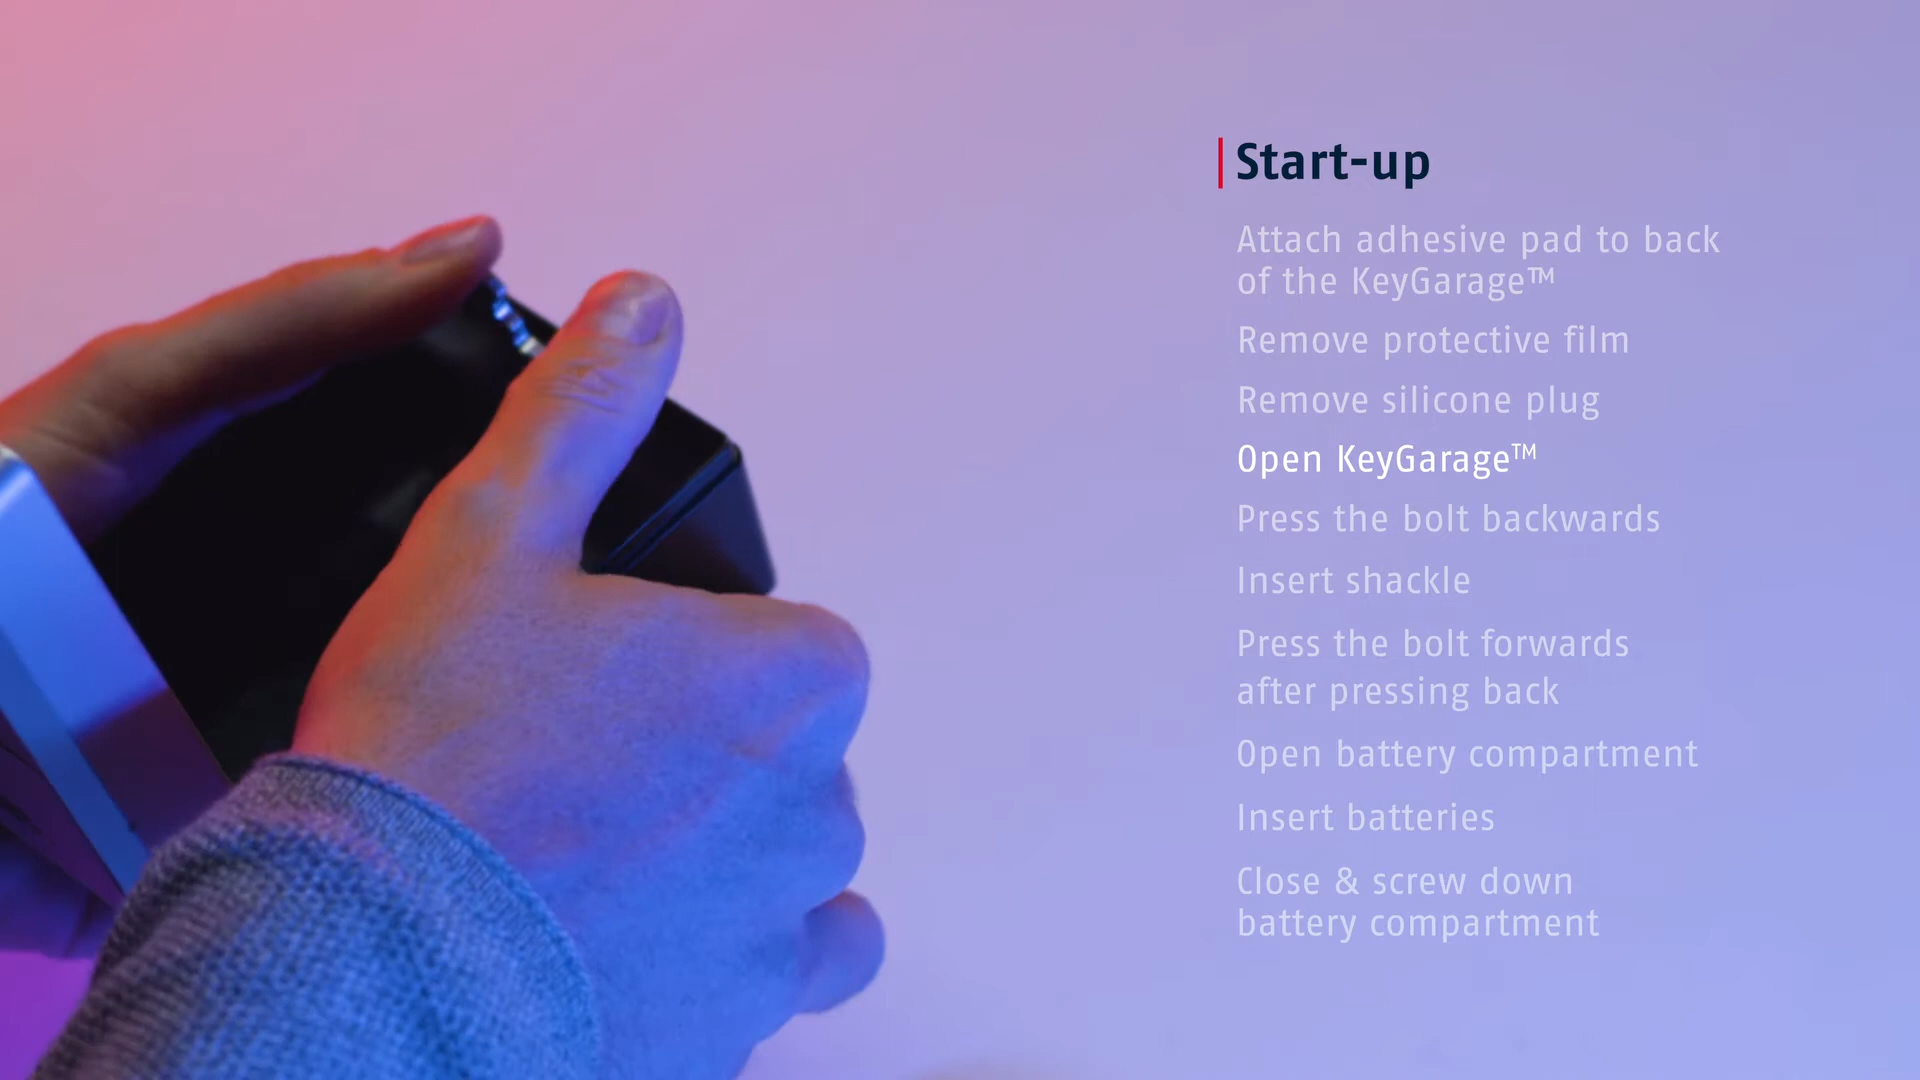 Start-up
Attach adhesive pad to back
of the KeyGarage™
Remove protective film
Remove silicone plug
Open KeyGarage™
Press the bolt backwards
Insert shackle
Press the bolt forwards
after pressing back
Open battery compartment
Insert batteries
Close & screw down
battery compartment